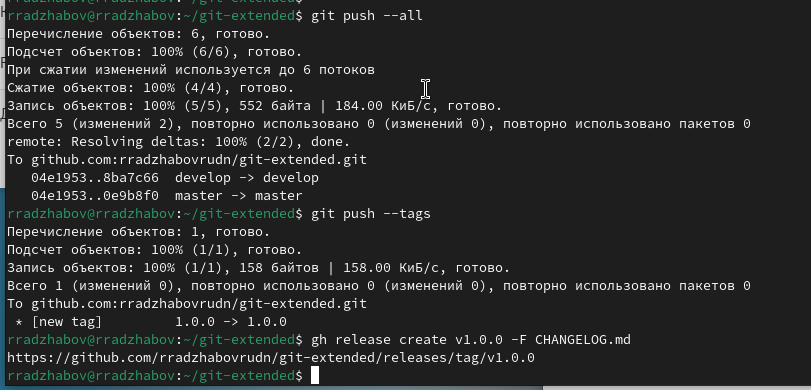 rradzhabov@rradzhabov:~/git-extended$ git push --all
Перечисление объектов: 6, готово.
Подсчет объектов: 100% (6/6), готово.
При сжатии изменений используется до 6 потоков
Сжатие объектов: 100% (4/4), готово.
Запись объектов: 100% (5/5), 552 байта | 184.00 КиБ/с, готово.
Всего 5 (изменений 2), повторно использовано 0 (изменений 0), повторно использовано пакетов 0
remote: Resolving deltas: 100% (2/2), done.
To github.com:rradzhabovrudn/git-extended.git
   04e1953..8ba7c66  develop -> develop
   04e1953..0e9b8f0  master -> master
rradzhabov@rradzhabov:~/git-extended$ git push --tags
Перечисление объектов: 1, готово.
Подсчет объектов: 100% (1/1), готово.
Запись объектов: 100% (1/1), 158 байтов | 158.00 КиБ/с, готово.
Всего 1 (изменений 0), повторно использовано 0 (изменений 0), повторно использовано пакетов 0
To github.com:rradzhabovrudn/git-extended.git
 * [new tag]         1.0.0 -> 1.0.0
rradzhabov@rradzhabov:~/git-extended$ gh release create v1.0.0 -F CHANGELOG.md
https://github.com/rradzhabovrudn/git-extended/releases/tag/v1.0.0
rradzhabov@rradzhabov:~/git-extended$